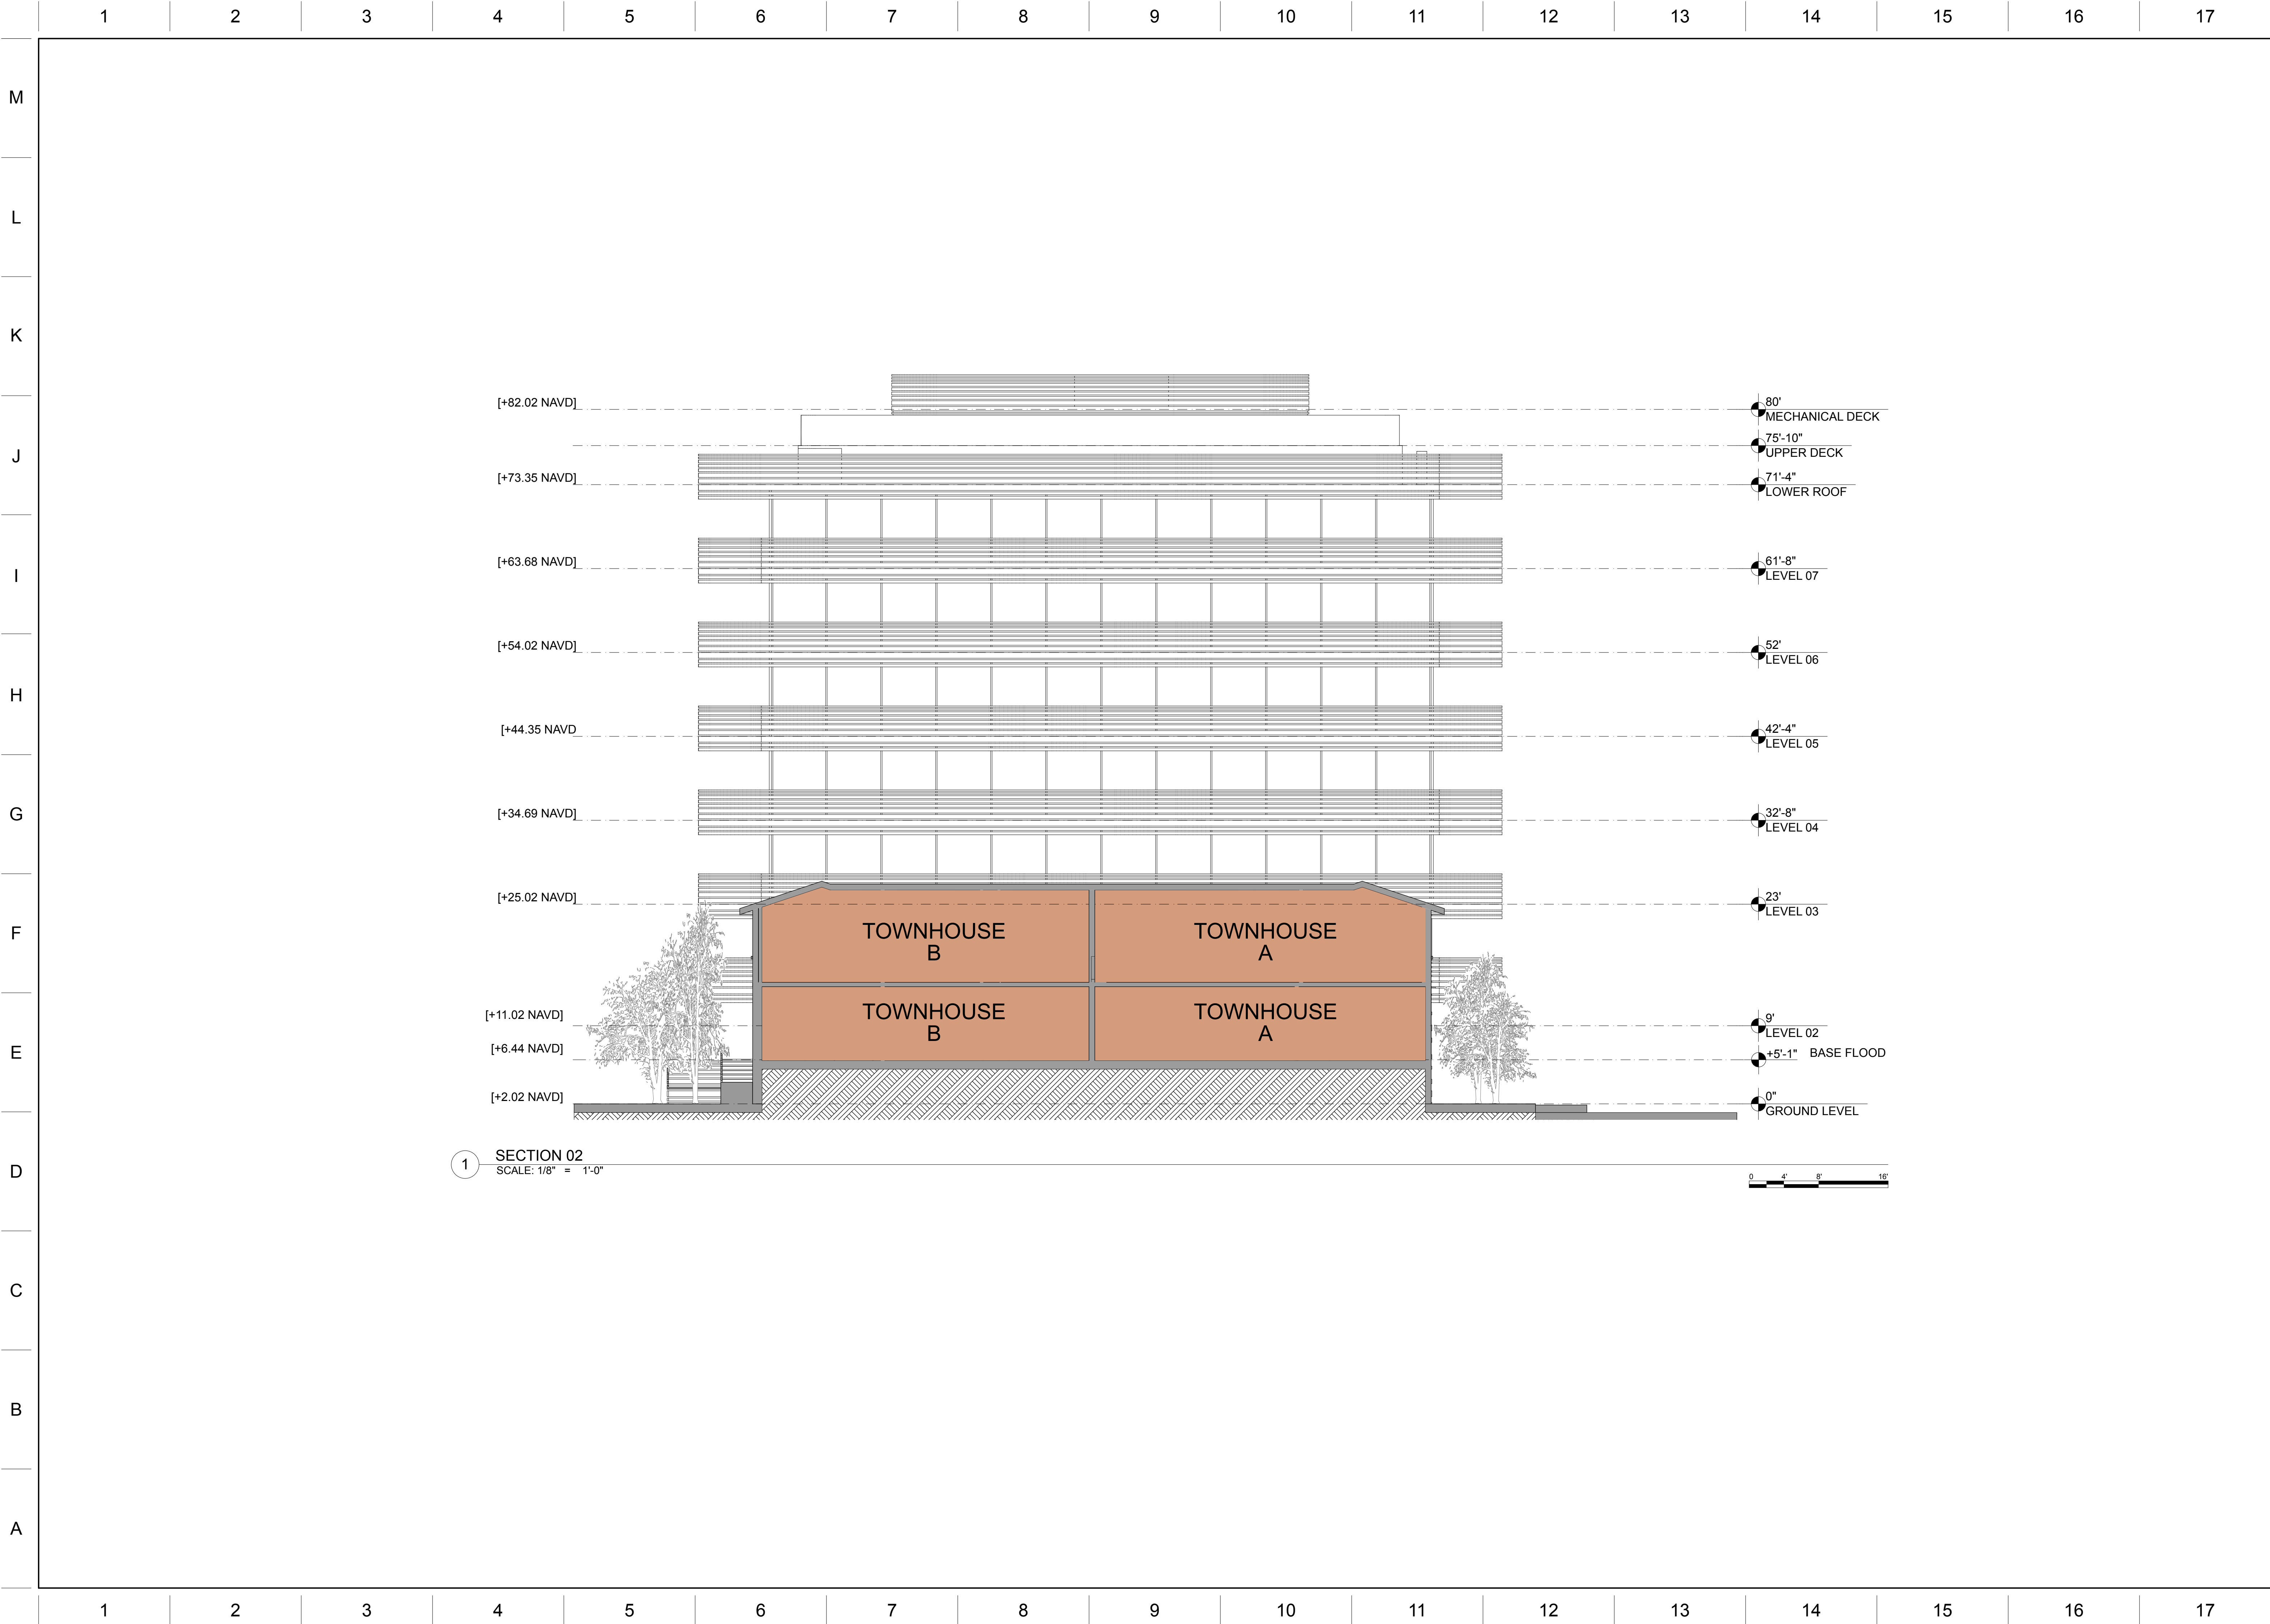 1 2 3 4 5 6 7 8 9 10 11 12 13 14 15 16 17
M
L
K
[+82.02 NAVD]
80'
MECHANICAL DECK
J
75'-10"
UPPER DECK
[+73.35 NAVD]
71'-4"
LOWER ROOF
[+63.68 NAVD]
61'-8"
I
LEVEL 07
[+54.02 NAVD]
52'
LEVEL 06
H
[+44.35 NAVD
42'-4"
LEVEL 05
G
[+34.69 NAVD]
32'-8"
LEVEL 04
[+25.02 NAVD]
23'
LEVEL 03
F
TOWNHOUSE
B
TOWNHOUSE
A
[+11.02 NAVD]
TOWNHOUSE
B
TOWNHOUSE
A
9'
LEVEL 02
E
[+6.44 NAVD]
+5'-1" BASE FLOOD
[+2.02 NAVD]
0"
GROUND LEVEL
D
1
SECTION 02
SCALE: 1/8" = 1'-0"
0 4' 8' 16'
C
B
A
1 2 3 4 5 6 7 8 9 10 11 12 13 14 15 16 17